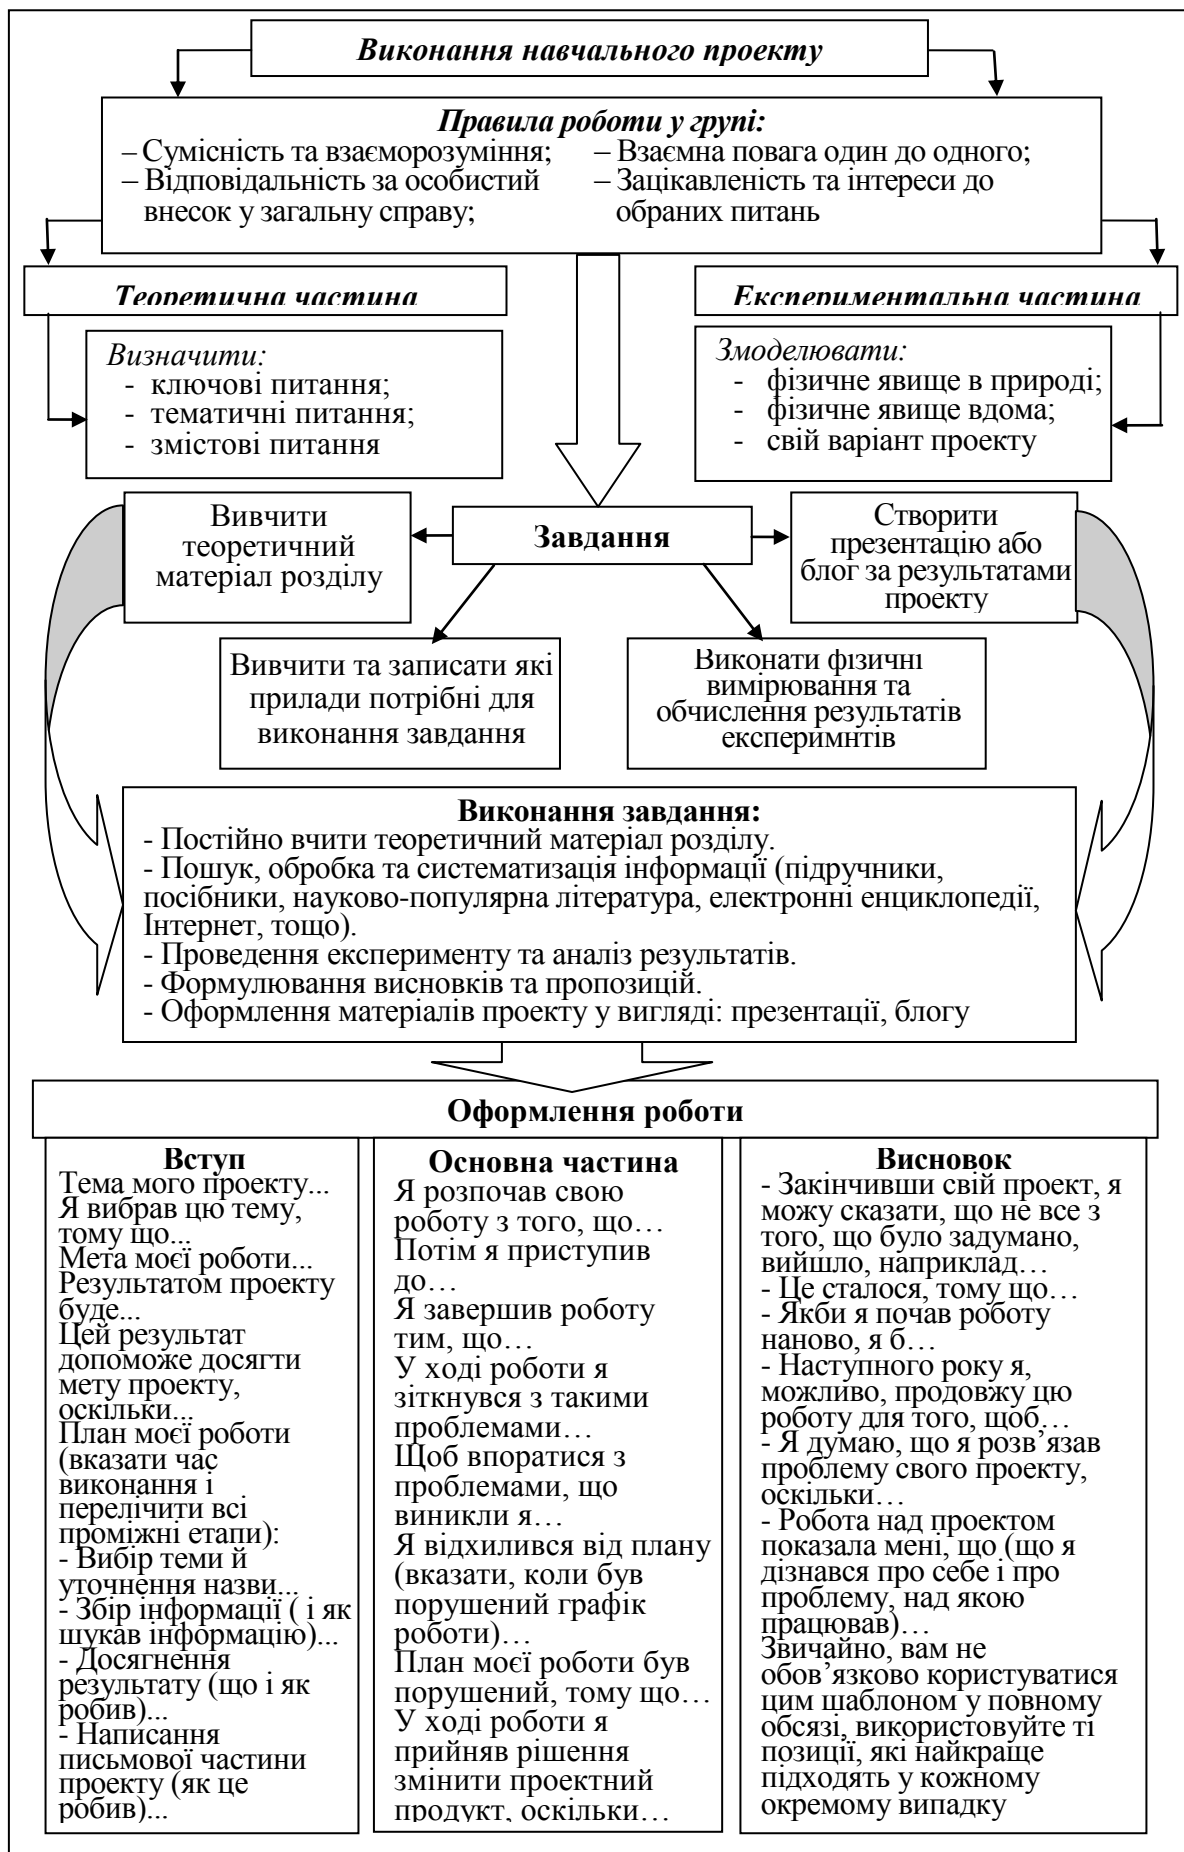 Виконання навчального проекту
Правила роботи у групі:
– Сумісність та взаєморозуміння;
– Відповідальність за особистий
внесок у загальну справу;
– Взаємна повага один до одного;
– Зацікавленість та інтереси до
обраних питань
Теоретична частина
Експериментальна частина
Визначити:
- ключові питання;
- тематичні питання;
- змістові питання
Змоделювати:
- фізичне явище в природі;
- фізичне явище вдома;
- свій варіант проекту
Вивчити
теоретичний
матеріал розділу
Завдання
Створити
презентацію або
блог за результатами
проекту
Вивчити та записати які
прилади потрібні для
виконання завдання
Виконати фізичні
вимірювання та
обчислення результатів
експеримнтів
Виконання завдання:
- Постійно вчити теоретичний матеріал розділу.
- Пошук, обробка та систематизація інформації (підручники,
посібники, науково-популярна література, електронні енциклопедії,
Інтернет, тощо).
- Проведення експерименту та аналіз результатів.
- Формулювання висновків та пропозицій.
- Оформлення матеріалів проекту у вигляді: презентації, блогу
Оформлення роботи
Вступ
Тема мого проекту...
Я вибрав цю тему,
тому що...
Мета моєї роботи...
Результатом проекту
буде...
Цей результат
допоможе досягти
мету проекту,
оскільки...
План моєї роботи
(вказати час
виконання і
перелічити всі
проміжні етапи):
- Вибір теми й
уточнення назви...
- Збір інформації ( і як
шукав інформацію)...
- Досягнення
результату (що і як
робив)...
- Написання
письмової частини
проекту (як це
робив)...
Основна частина
Я розпочав свою
роботу з того, що…
Потім я приступив
до…
Я завершив роботу
тим, що…
У ході роботи я
зіткнувся з такими
проблемами…
Щоб впоратися з
проблемами, що
виникли я…
Я відхилився від плану
(вказати, коли був
порушений графік
роботи)…
План моєї роботи був
порушений, тому що…
У ході роботи я
прийняв рішення
змінити проектний
продукт, оскільки…
Висновок
- Закінчивши свій проект, я
можу сказати, що не все з
того, що було задумано,
вийшло, наприклад…
- Це сталося, тому що…
- Якби я почав роботу
наново, я б…
- Наступного року я,
можливо, продовжу цю
роботу для того, щоб…
- Я думаю, що я розв’язав
проблему свого проекту,
оскільки…
- Робота над проектом
показала мені, що (що я
дізнався про себе і про
проблему, над якою
працював)…
Звичайно, вам не
обов’язково користуватися
цим шаблоном у повному
обсязі, використовуйте ті
позиції, які найкраще
підходять у кожному
окремому випадку